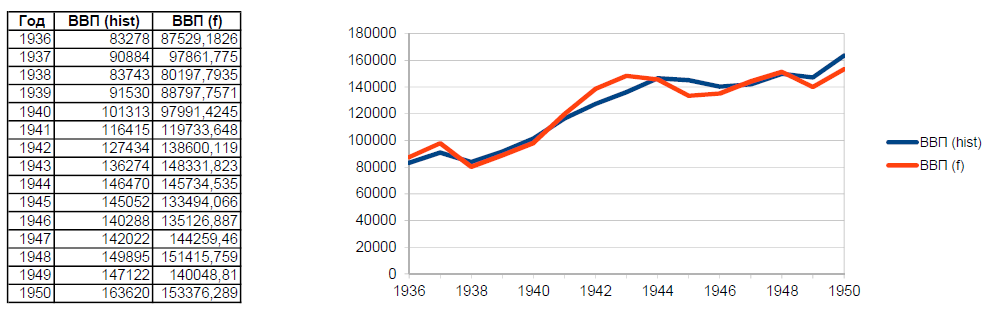 Год ВВП (hist) ВВП (f)
1936 83278 87529,1826
1937 90884 97861,775
1938 83743 80197,7935
1939 91530 88797,7571
1940 101313 97991,4245
1941 116415 119733,648
1942 127434 138600,119
1943 136274 148331,823
1944 146470 145734,535
1945 145052 133494,066
1946 140288 135126,887
1947 142022 144259,46
1948 149895 151415,759
1949 147122 140048,81
1950 163620 153376,289
180000
160000
140000
120000
100000
80000
60000
40000
20000
0
1936 1938 1940 1942 1944 1946 1948 1950
ВВП (hist)
ВВП (f)